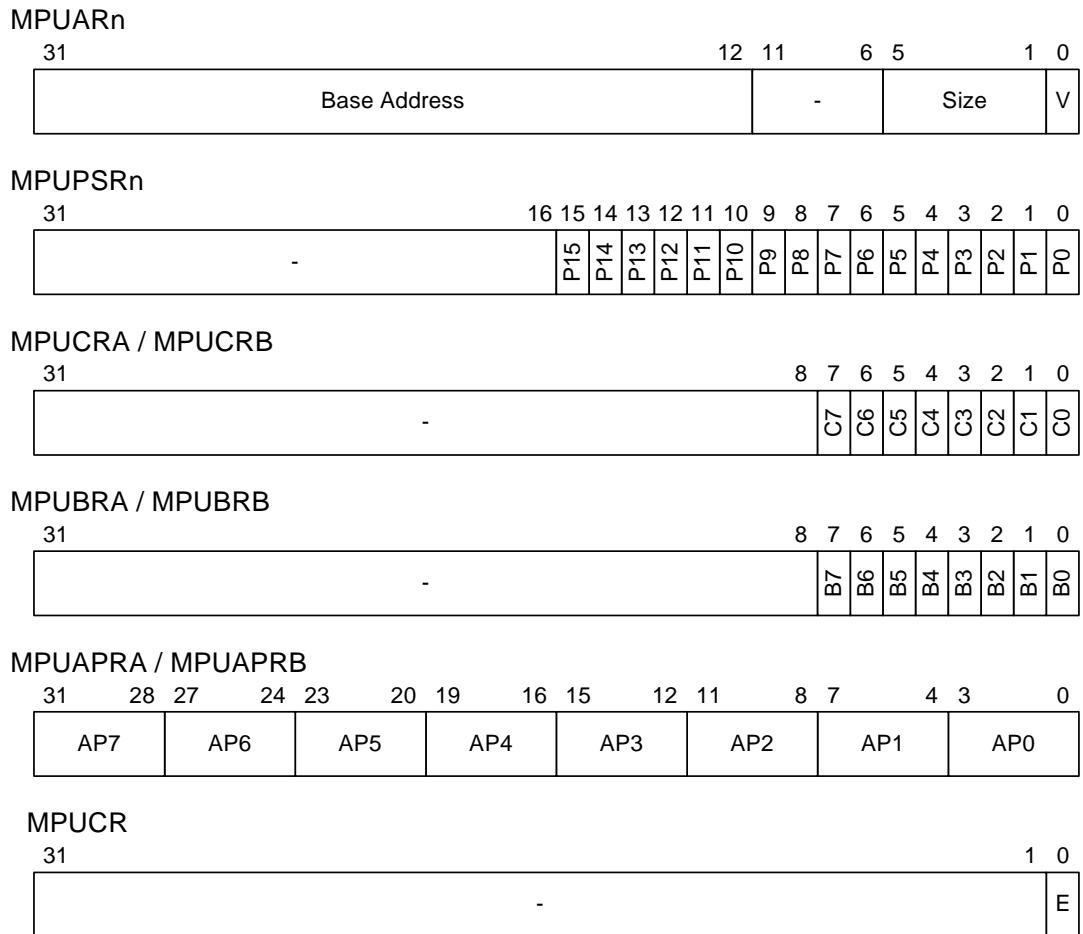 MPUARn
31 12 11 6 5 1 0
Base Address - Size V
MPUPSRn
31 16 15 14 13 12 11 10 9 8 7 6 5 4 3 2 1 0
- P15 P14 P13 P12 P11 P10 P9 P8 P7 P6 P5 P4 P3 P2 P1 P0
MPUCRA / MPUCRB
31 8 7 6 5 4 3 2 1 0
- C7 C6 C5 C4 C3 C2 C1 C0
MPUBRA / MPUBRB
31 8 7 6 5 4 3 2 1 0
- B7 B6 B5 B4 B3 B2 B1 B0
MPUAPRA / MPUAPRB
31 28 27 24 23 20 19 16 15 12 11 8 7 4 3 0
AP7 AP6 AP5 AP4 AP3 AP2 AP1 AP0
MPUCR
31 1 0
- E